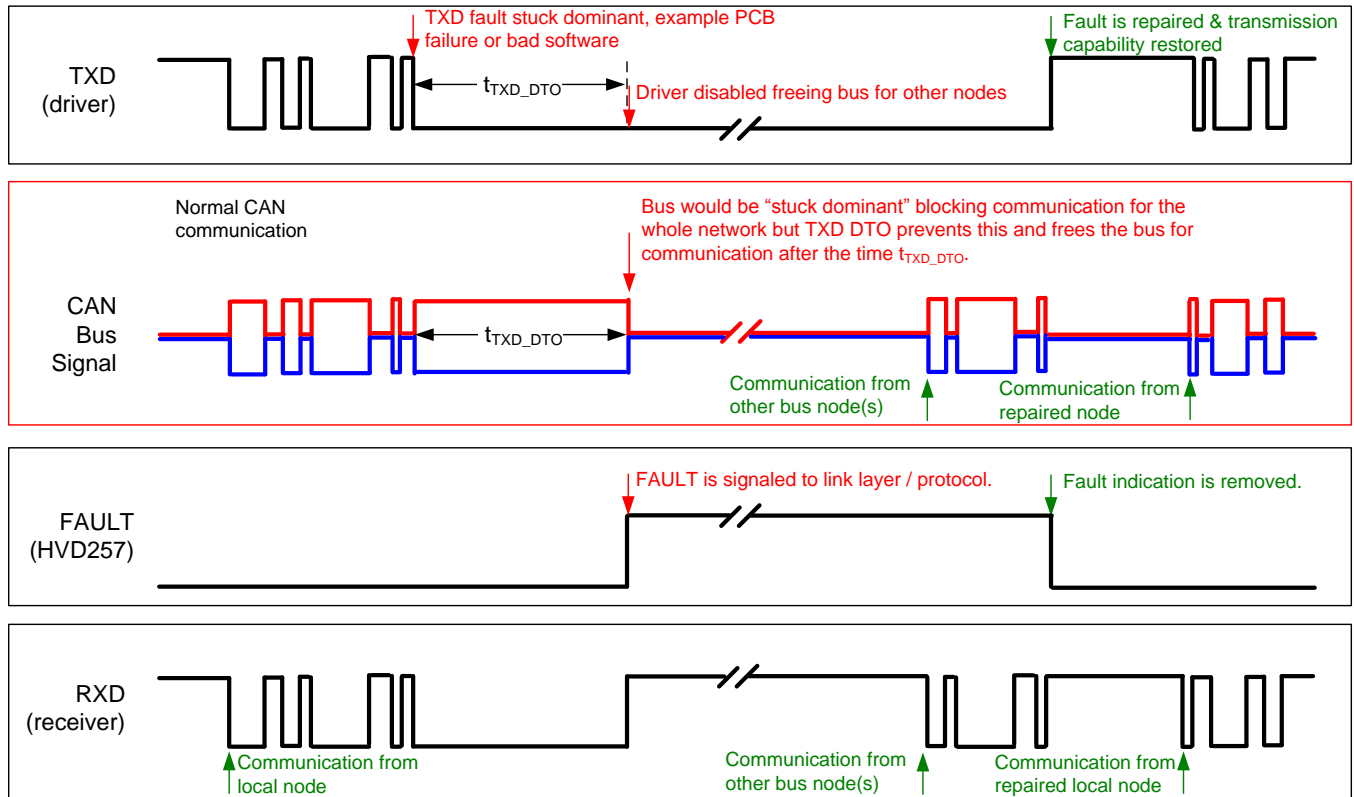 TXD fault stuck dominant, example PCB
failure or bad software
Fault is repaired & transmission
capability restored
TXD
(driver)
tTXD_DTO
Driver disabled freeing bus for other nodes
Normal CAN
communication
Bus would be “stuck dominant” blocking communication for the
whole network but TXD DTO prevents this and frees the bus for
communication after the time tTXD_DTO.
CAN
Bus
Signal
tTXD_DTO
Communication from
other bus node(s)
Communication from
repaired node
FAULT is signaled to link layer / protocol.
Fault indication is removed.
FAULT
(HVD257)
RXD
(receiver)
Communication from
local node
Communication from
other bus node(s)
Communication from
repaired local node